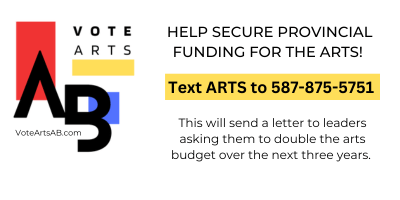 VOTE
ARTS
AB
VoteArtsAB.com
HELP SECURE PROVINCIAL
FUNDING FOR THE ARTS!
Text ARTS to 587-875-5751
This will send a letter to leaders
asking them to double the arts
budget over the next three years.